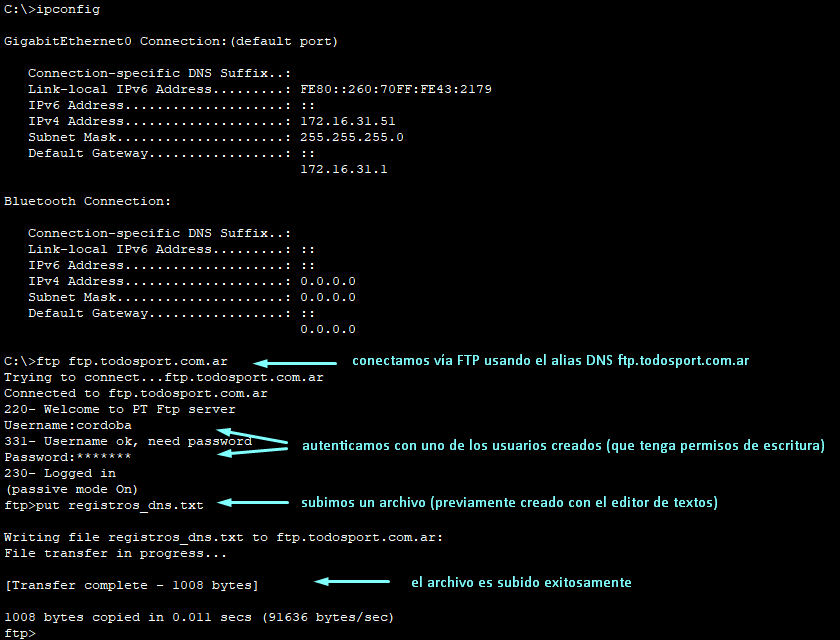 C:\>ipconfig
GigabitEthernet0 Connection:(default port)
Connection-specific DNS Suffix..:
Link-local IPv6 Address.........: FE80::260:70FF:FE43:2179
IPv6 Address....................: ::
IPv4 Address....................: 172.16.31.51
Subnet Mask.....................: 255.255.255.0
Default Gateway.................: ::
172.16.31.1
Bluetooth Connection:
Connection-specific DNS Suffix..:
Link-local IPv6 Address.........: ::
IPv6 Address....................: ::
IPv4 Address....................: 0.0.0.0
Subnet Mask.....................: 0.0.0.0
Default Gateway.................: ::
0.0.0.0
C:\>ftp ftp.todosport.com.ar conectamos vía FTP usando el alias DNS ftp.todosport.com.ar
Trying to connect...ftp.todosport.com.ar
Connected to ftp.todosport.com.ar
220- Welcome to PT Ftp server
Username:cordoba
331- Username ok, need password autenticamos con uno de los usuarios creados (que tenga permisos de escritura)
Password:*******
230- Logged in
(passive mode On)
ftp>put registros_dns.txt subimos un archivo (previamente creado con el editor de textos)
Writing file registros_dns.txt to ftp.todosport.com.ar:
File transfer in progress...
[Transfer complete - 1008 bytes] el archivo es subido exitosamente
1008 bytes copied in 0.011 secs (91636 bytes/sec)
ftp>